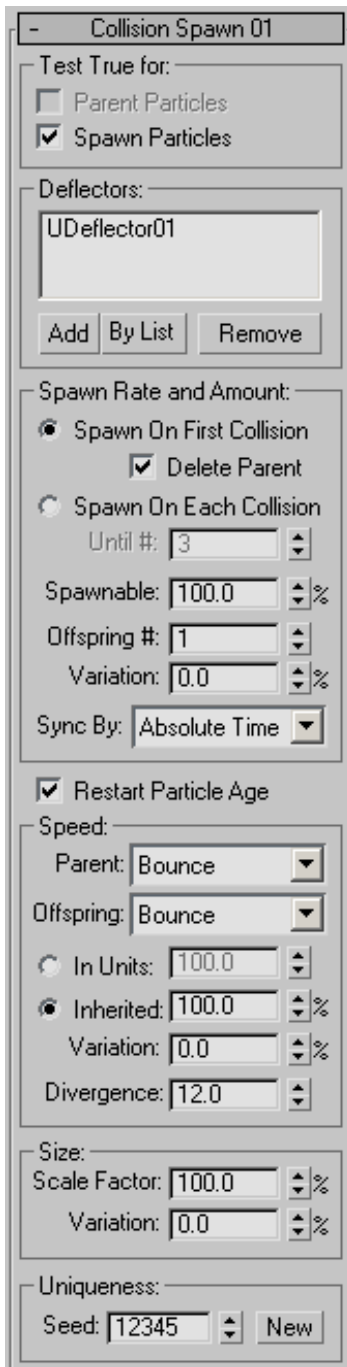 - Collision Spawn 01
Test True for:
Parent Particles
Spawn Particles
Deflectors:
UDeflector01
Add By List Remove
Spawn Rate and Amount:
Spawn On First Collision
Delete Parent
Spawn On Each Collision
Until #: 3
Spawnable: 100.0 %
Offspring #: 1
Variation: 0.0 %
Sync By: Absolute Time
Restart Particle Age
Speed:
Parent: Bounce
Offspring: Bounce
In Units: 100.0
Inherited: 100.0 %
Variation: 0.0 %
Divergence: 12.0
Size:
Scale Factor: 100.0 %
Variation: 0.0 %
Uniqueness:
Seed: 12345 New